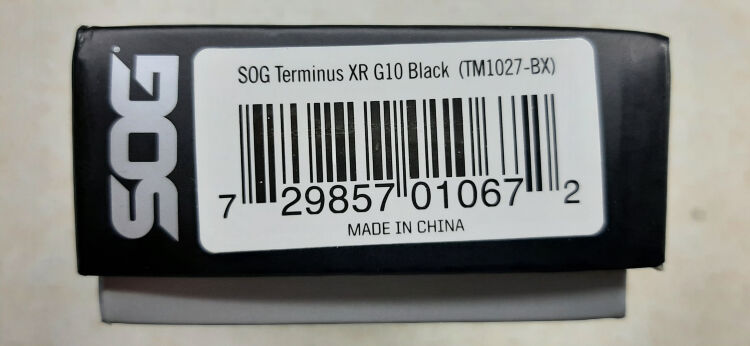 SOG®
SOG Terminus XR G10 Black (TM1027-BX)
7 29857 01067 2
MADE IN CHINA